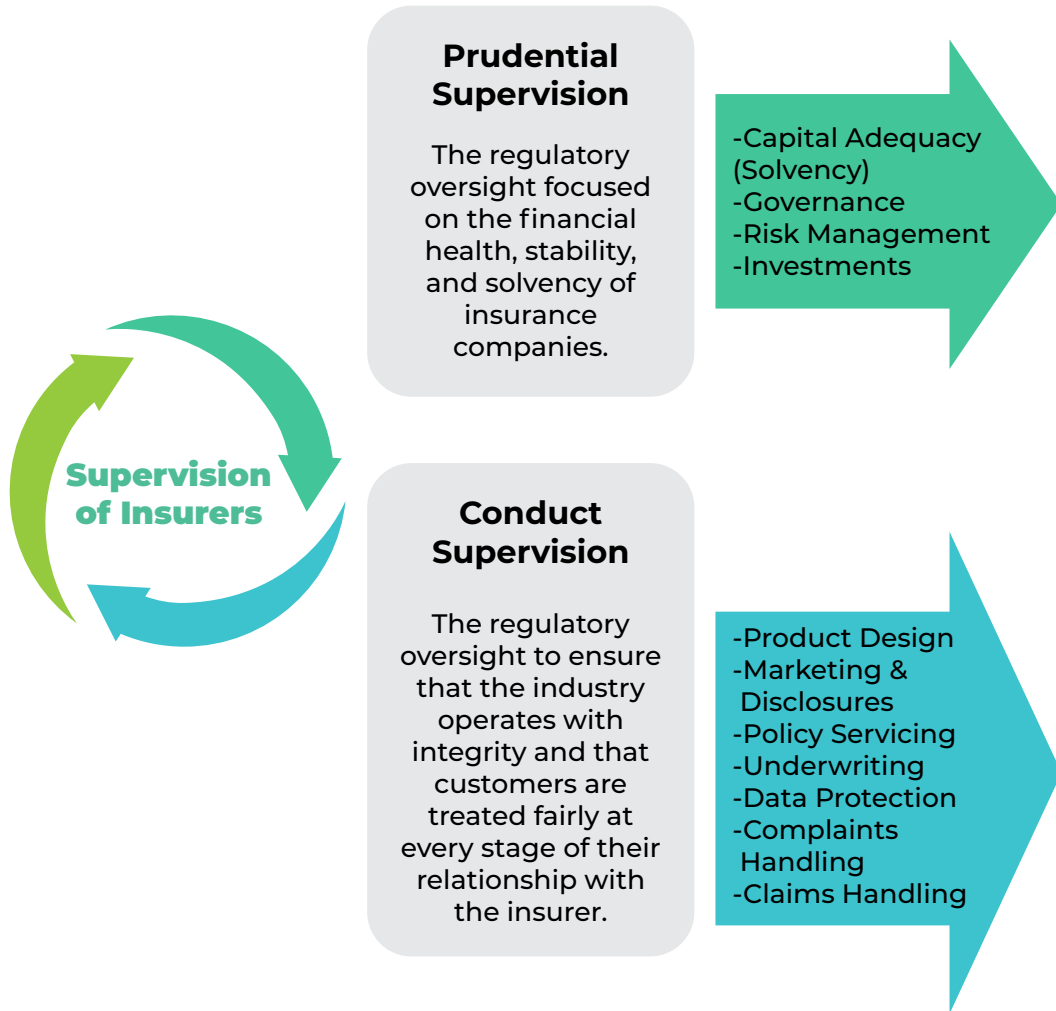 Prudential
Supervision
The regulatory
oversight focused
on the financial
health, stability,
and solvency of
insurance
companies.
-Capital Adequacy
(Solvency)
-Governance
-Risk Management
-Investments
Supervision
of Insurers
Conduct
Supervision
The regulatory
oversight to ensure
that the industry
operates with
integrity and that
customers are
treated fairly at
every stage of their
relationship with
the insurer.
-Product Design
-Marketing &
Disclosures
-Policy Servicing
-Underwriting
-Data Protection
-Complaints
Handling
-Claims Handling